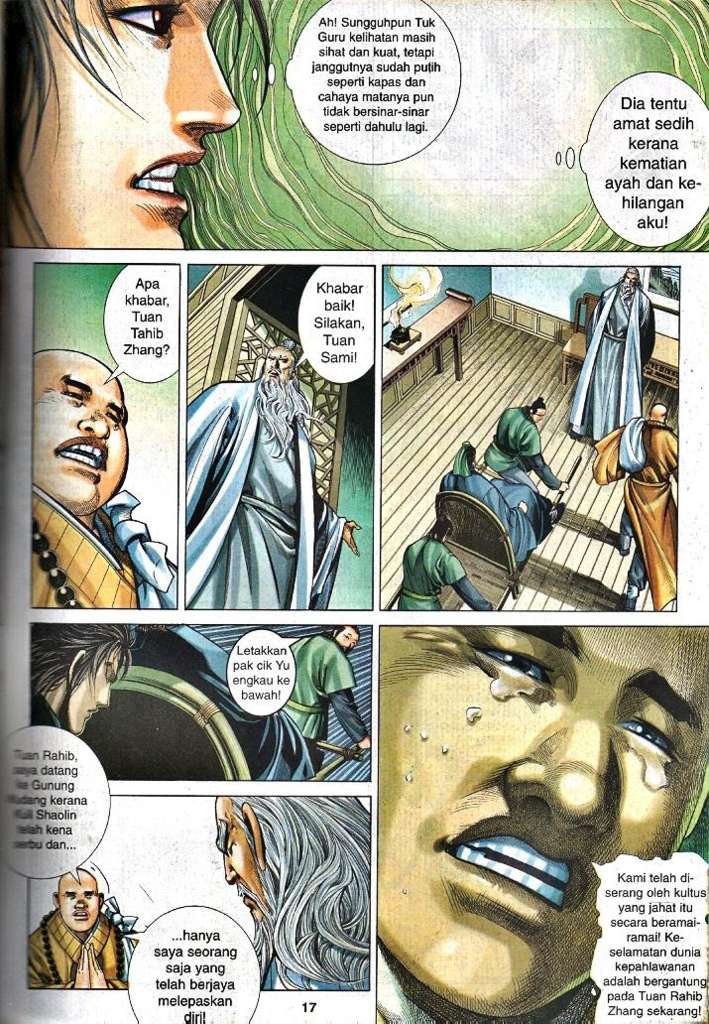 Ah! Sungguhpun Tuk
Guru kelihatan masih
sihat dan kuat, tetapi
janggutnya sudah putih
seperti kapas dan
cahaya matanya pun
tidak bersinar-sinar
seperti dahulu lagi.
Dia tentu
amat sedih
kerana
kematian
ayah dan ke-
hilangan
aku!
Apa
khabar,
Tuan
Tahib
Zhang?
Khabar
baik!
Silakan,
Tuan
Sami!
Letakkan
pak cik Yu
engkau ke
bawah!
Tuan Rahib,
saya datang
ke Gunung
Wudang kerana
Kuil Shaolin
telah kena
serbu dan...
...hanya
saya seorang
saja yang
telah berjaya
melepaskan
diri!
Kami telah di-
serang oleh kultus
yang jahat itu
secara beramai-
ramai! Ke-
selamatan dunia
kepahlawanan
adalah bergantung
pada Tuan Rahib
Zhang sekarang!
17